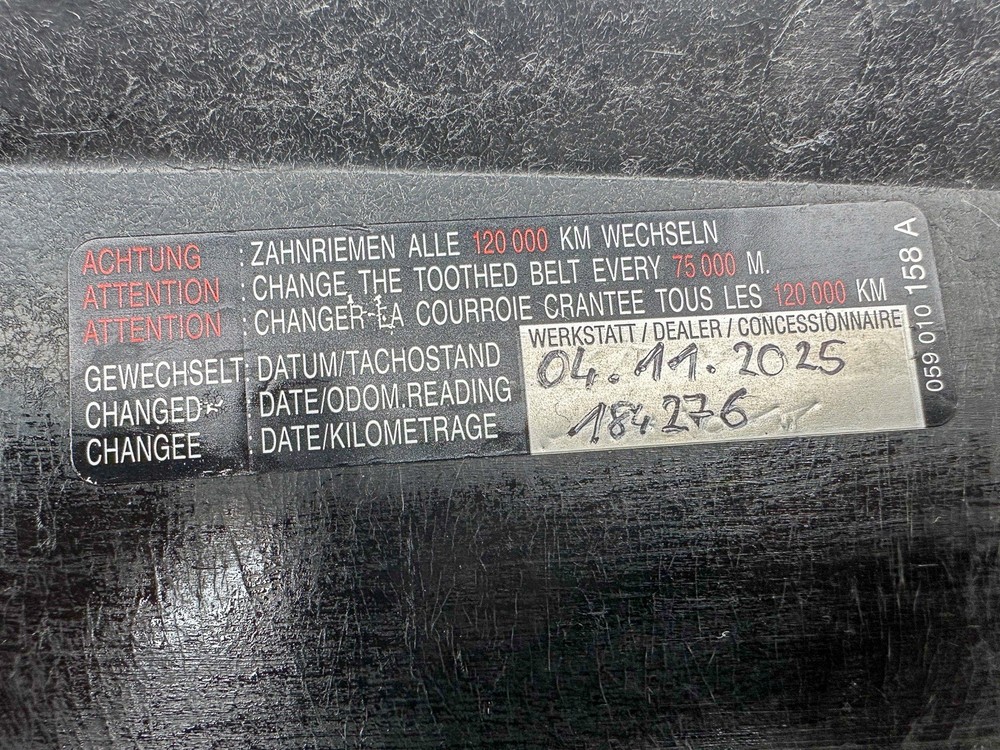 ACHTUNG : ZAHNRIEMEN ALLE 120 000 KM WECHSELN
ATTENTION : CHANGE THE TOOTHED BELT EVERY 75 000 M.
ATTENTION : CHANGER LA COURROIE CRANTEE TOUS LES 120 000 KM
WERKSTATT / DEALER / CONCESSIONNAIRE
GEWECHSELT: DATUM/TACHOSTAND
CHANGED DATE/ODOM.READING
CHANGEE DATE/KILOMETRAGE
04.11.2025
184276
059 010 158 A